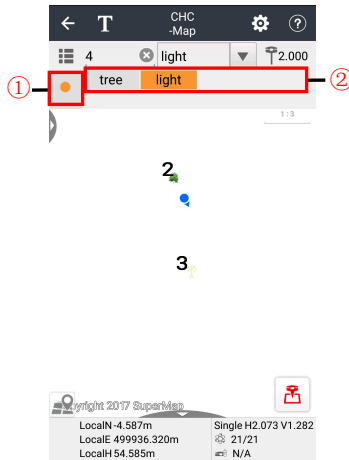 T CHC
-Map ?
4 light 2.000
① tree light ②
1:3
2
3
Copyright 2017 SuperMap
LocalN -4.587m Single H2.073 V1.282
LocalE 499936.320m 21/21
LocalH 54.585m N/A